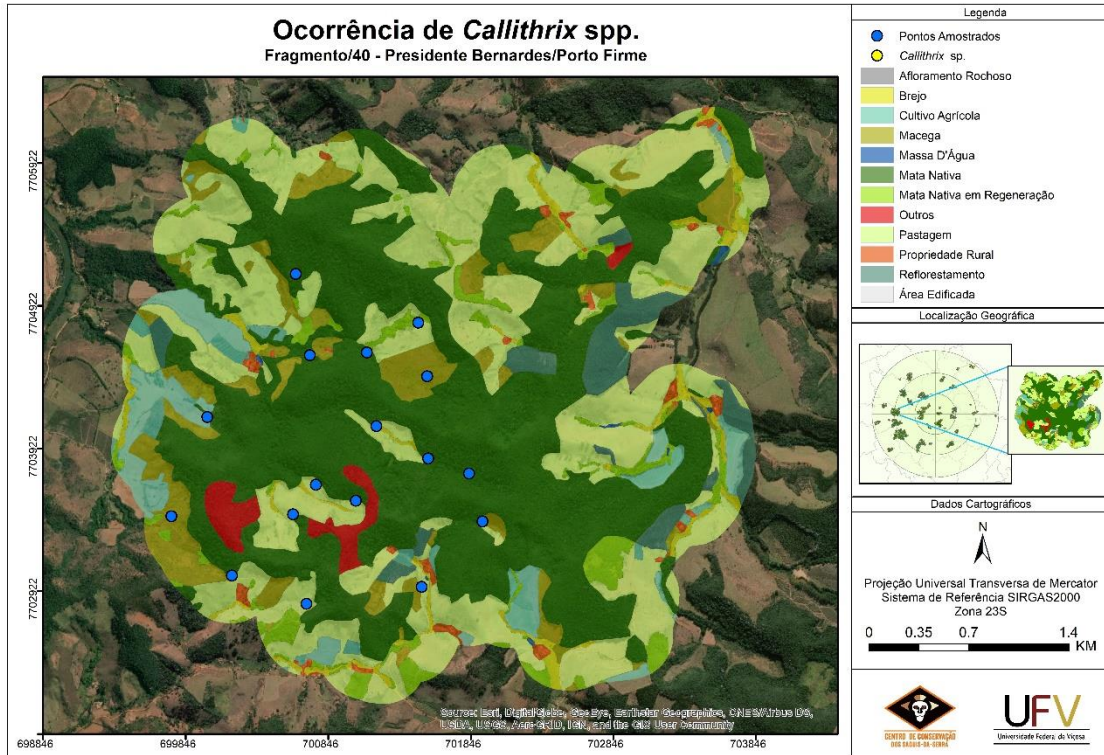 Ocorrência de Callithrix spp.
Fragmento/40 - Presidente Bernardes/Porto Firme
7705922
7704922
7703922
7702922
698846
699846
700846
701846
702846
703846
Source: Esri, DigitalGlobe, GeoEye, Earthstar Geographics, CNES/Airbus DS,
USDA, USGS, AeroGRID, IGN, and the GIS User Community
Legenda
Pontos Amostrados
Callithrix sp.
Afloramento Rochoso
Brejo
Cultivo Agrícola
Macega
Massa D'Água
Mata Nativa
Mata Nativa em Regeneração
Outros
Pastagem
Propriedade Rural
Reflorestamento
Área Edificada
Localização Geográfica
Dados Cartográficos
N
Projeção Universal Transversa de Mercator
Sistema de Referência SIRGAS2000
Zona 23S
0 0.35 0.7 1.4
KM
CENTRO DE CONSERVAÇÃO
DOS SAGUIS-DA-SERRA
UFV
Universidade Federal de Viçosa